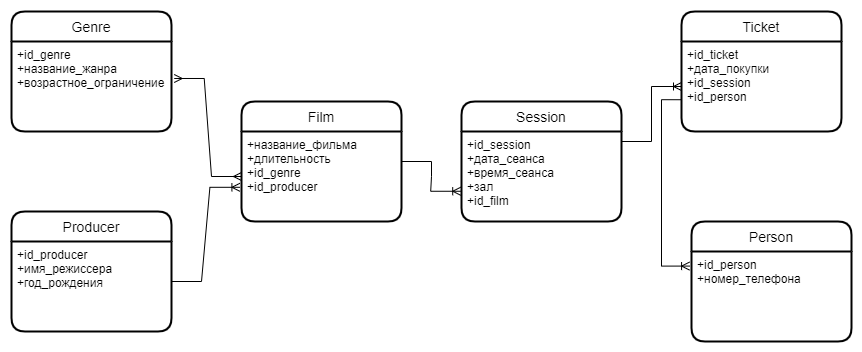 Genre
+id_genre
+название_жанра
+возрастное_ограничение
Producer
+id_producer
+имя_режиссера
+год_рождения
Film
+название_фильма
+длительность
+id_genre
+id_producer
Session
+id_session
+дата_сеанса
+время_сеанса
+зал
+id_film
Ticket
+id_ticket
+дата_покупки
+id_session
+id_person
Person
+id_person
+номер_телефона